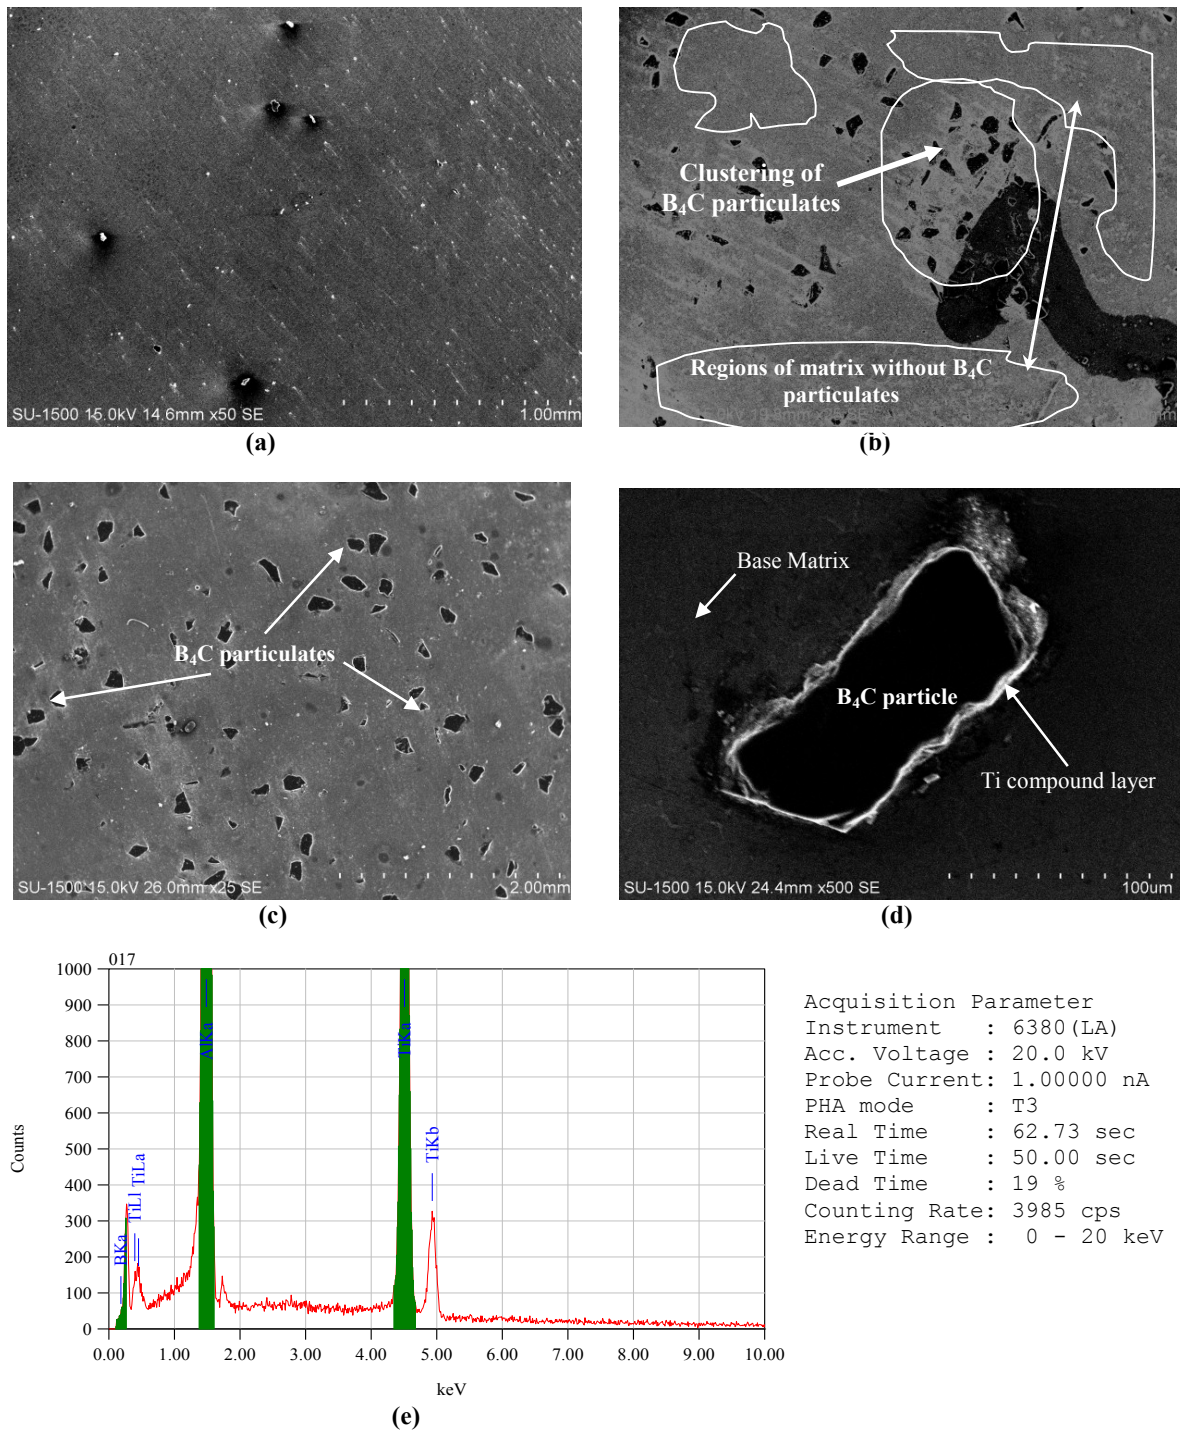 SU-1500 15.0kV 14.6mm x50 SE
1.00mm
(a)
Clustering of
B₄C particulates
Regions of matrix without B₄C
particulates
(b)
B₄C particulates
SU-1500 15.0kV 26.0mm x25 SE
2.00mm
(c)
Base Matrix
B₄C particle
Ti compound layer
SU-1500 15.0kV 24.4mm x500 SE
100um
(d)
017
1000
900
800
700
600
500
400
300
200
100
0
Counts
BKa
TiLl
TiLa
AlKa
TiKa
TiKb
0.00 1.00 2.00 3.00 4.00 5.00 6.00 7.00 8.00 9.00 10.00
keV
Acquisition Parameter
Instrument : 6380(LA)
Acc. Voltage : 20.0 kV
Probe Current: 1.00000 nA
PHA mode : T3
Real Time : 62.73 sec
Live Time : 50.00 sec
Dead Time : 19 %
Counting Rate: 3985 cps
Energy Range : 0 - 20 keV
(e)